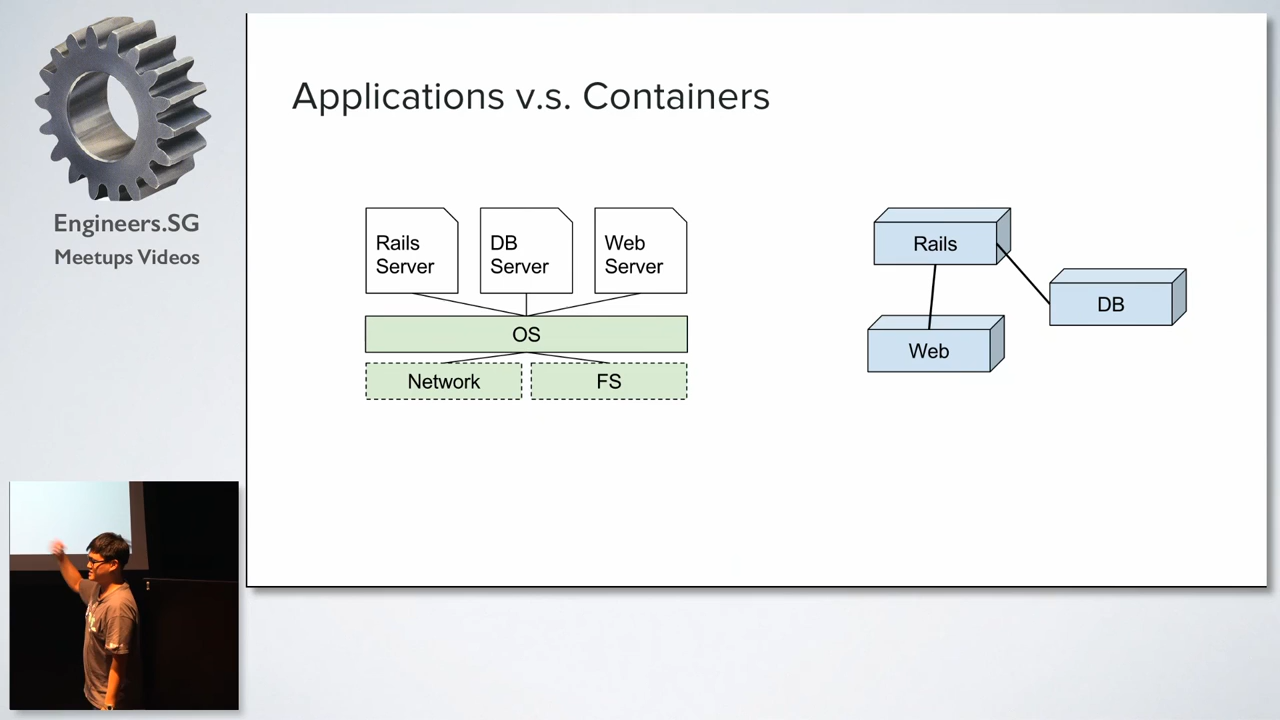 Engineers.SG
Meetups Videos
Applications v.s. Containers
Rails
Server
DB
Server
Web
Server
OS
Network
FS
Rails
DB
Web